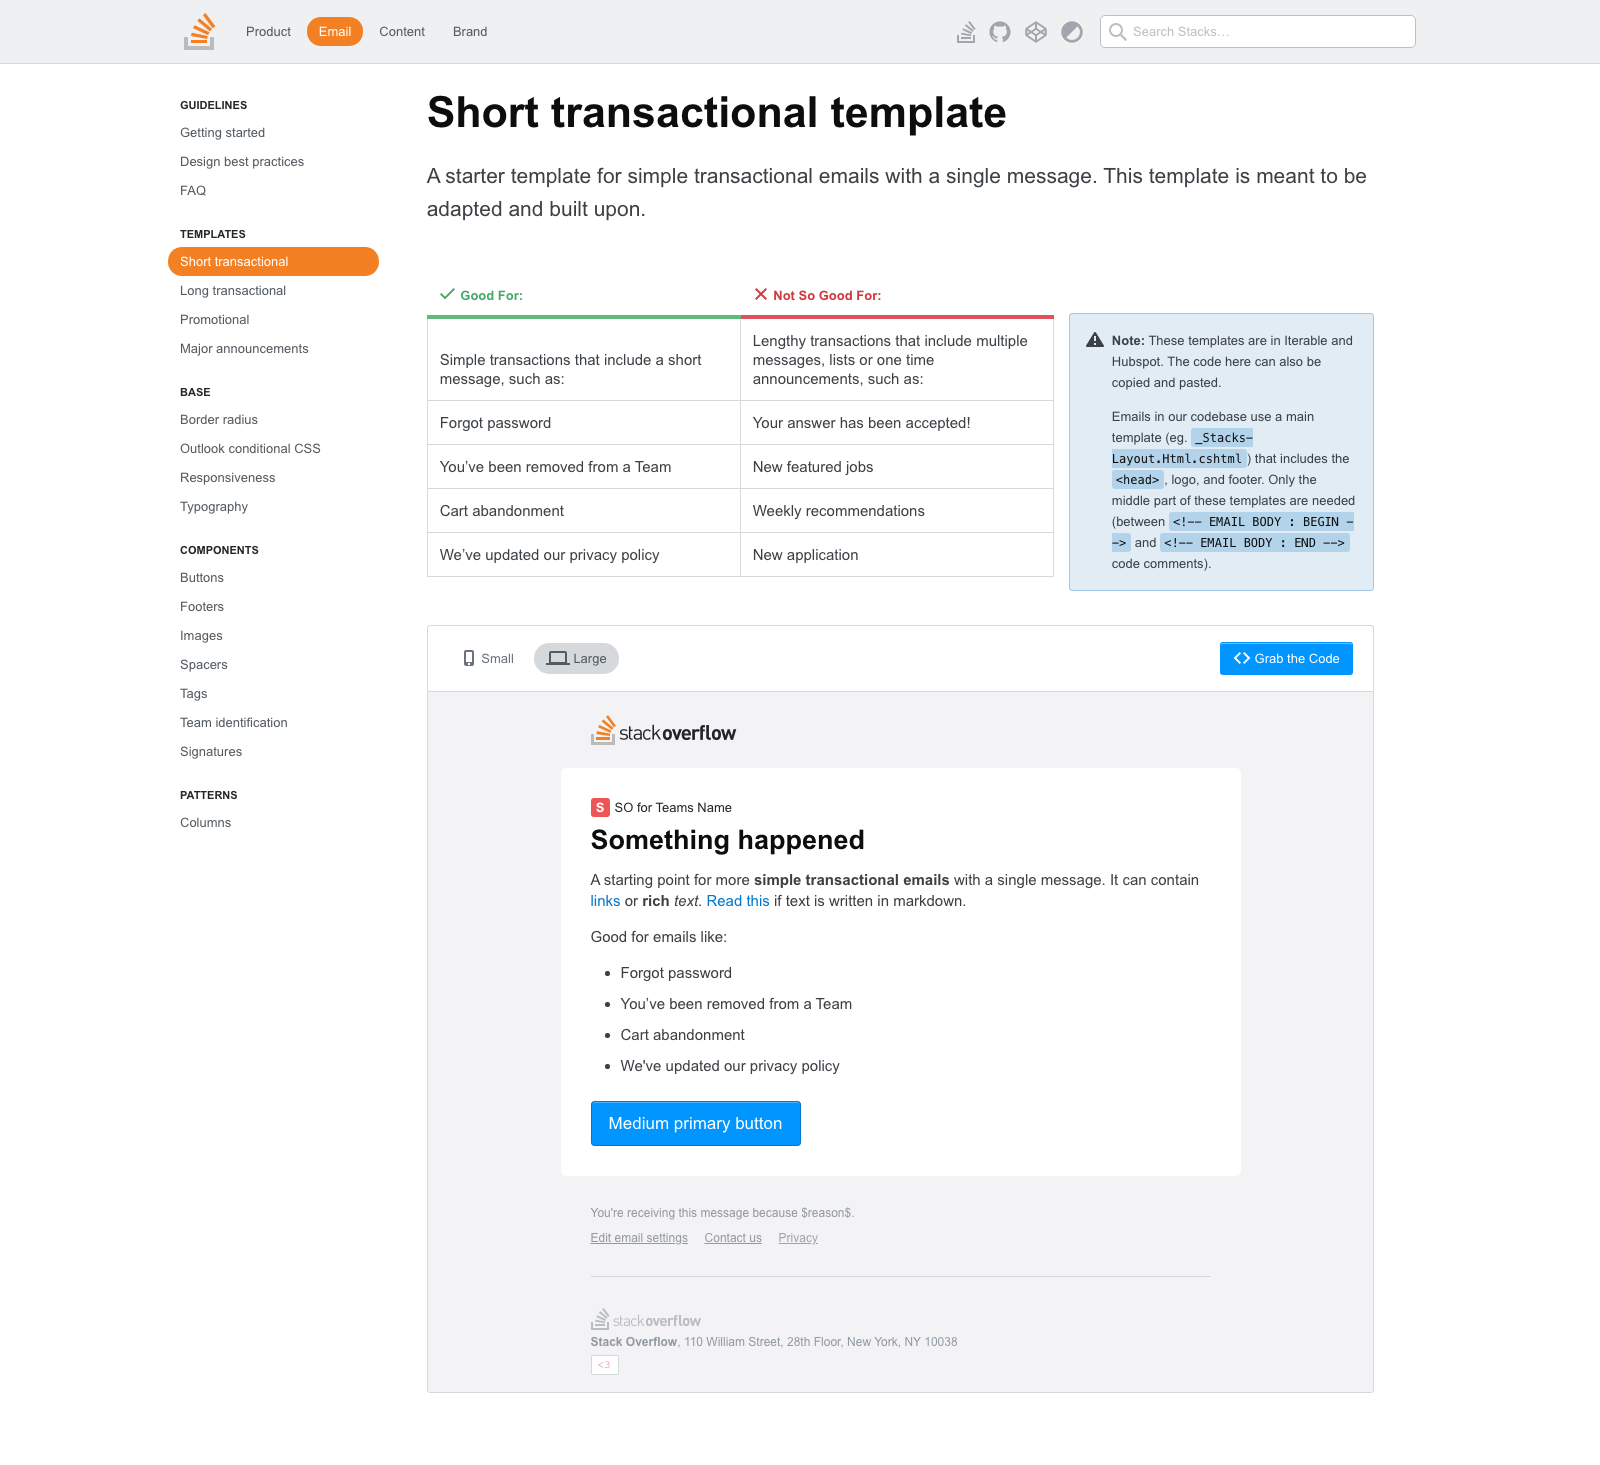 Product
Email
Content
Brand
Search Stacks…
GUIDELINES
Getting started
Design best practices
FAQ
TEMPLATES
Short transactional
Long transactional
Promotional
Major announcements
BASE
Border radius
Outlook conditional CSS
Responsiveness
Typography
COMPONENTS
Buttons
Footers
Images
Spacers
Tags
Team identification
Signatures
PATTERNS
Columns
Short transactional template
A starter template for simple transactional emails with a single message. This template is meant to be
adapted and built upon.
Good For:
Not So Good For:
Simple transactions that include a short
message, such as:
Lengthy transactions that include multiple
messages, lists or one time
announcements, such as:
Forgot password
Your answer has been accepted!
You’ve been removed from a Team
New featured jobs
Cart abandonment
Weekly recommendations
We’ve updated our privacy policy
New application
Note: These templates are in Iterable and
Hubspot. The code here can also be
copied and pasted.
Emails in our codebase use a main
template (eg. _Stacks-
Layout.Html.cshtml) that includes the
<head>, logo, and footer. Only the
middle part of these templates are needed
(between <!-- EMAIL BODY : BEGIN -
-> and <!-- EMAIL BODY : END -->
code comments).
Small
Large
Grab the Code
stackoverflow
S SO for Teams Name
Something happened
A starting point for more simple transactional emails with a single message. It can contain
links or rich text. Read this if text is written in markdown.
Good for emails like:
Forgot password
You’ve been removed from a Team
Cart abandonment
We've updated our privacy policy
Medium primary button
You're receiving this message because $reason$.
Edit email settings Contact us Privacy
stackoverflow
Stack Overflow, 110 William Street, 28th Floor, New York, NY 10038
<3